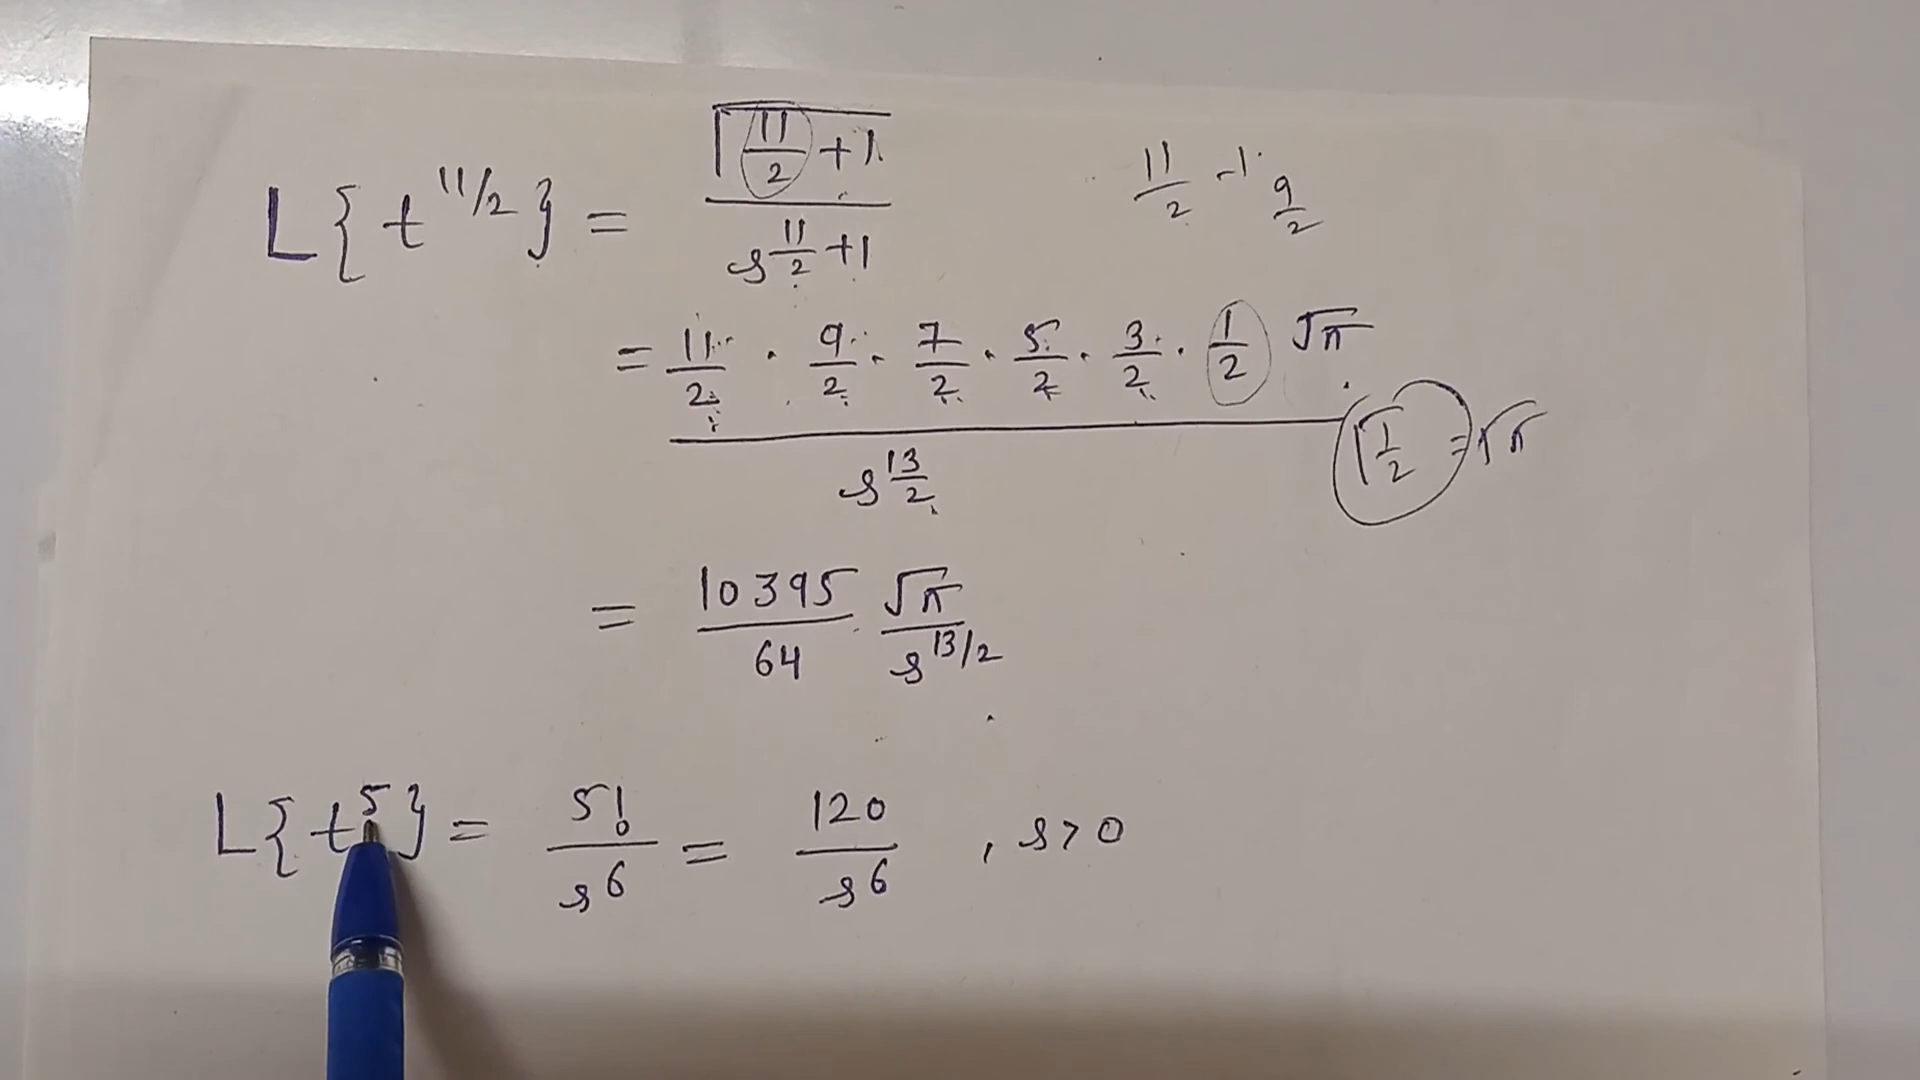 L{t^11/2} = Γ(11/2 + 1) / s^(11/2 + 1)
11/2 - 1 9/2
= 11/2 · 9/2 · 7/2 · 5/2 · 3/2 · 1/2 √π / s^(13/2)
Γ1/2 = √π
= 10395/64 √π/s^13/2
L{t^5} = 5!/s^6 = 120/s^6 , s>0